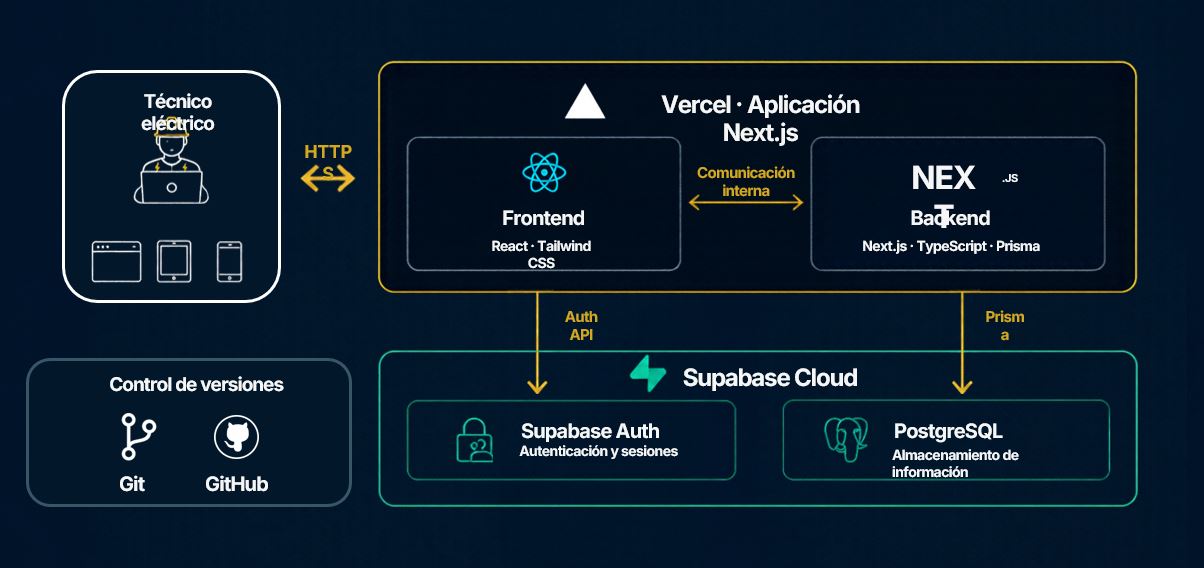 Técnico
eléctrico
HTTP
S
Vercel · Aplicación
Next.js
Frontend
React · Tailwind
CSS
Comunicación
interna
NEX
T
.JS
Backend
Next.js · TypeScript · Prisma
Auth
API
Prism
a
Control de versiones
Git
GitHub
Supabase Cloud
Supabase Auth
Autenticación y sesiones
PostgreSQL
Almacenamiento de
información